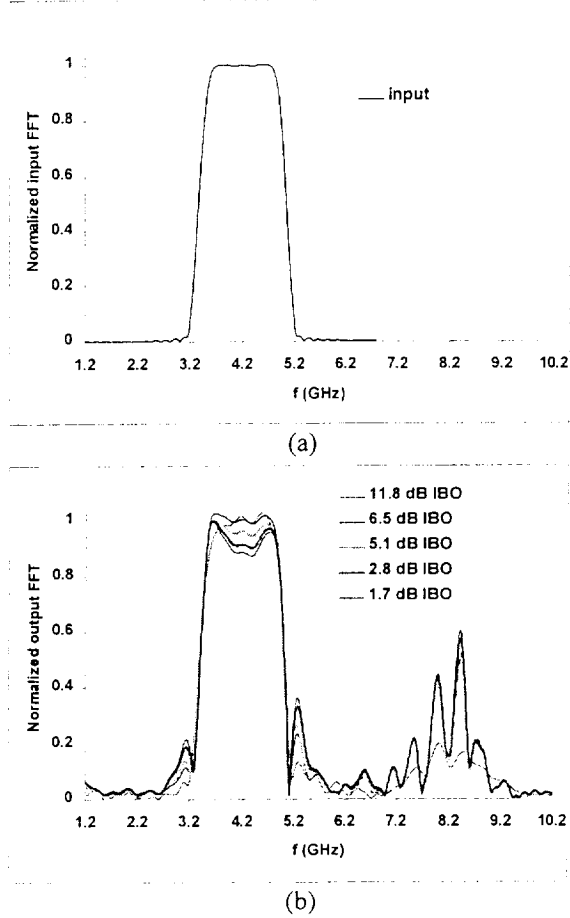 Normalized input FFT
1
0.8
0.6
0.4
0.2
0
input
1.2 2.2 3.2 4.2 5.2 6.2 7.2 8.2 9.2 10.2
f (GHz)
(a)
Normalized output FFT
1
0.8
0.6
0.4
0.2
0
11.8 dB IBO
6.5 dB IBO
5.1 dB IBO
2.8 dB IBO
1.7 dB IBO
1.2 2.2 3.2 4.2 5.2 6.2 7.2 8.2 9.2 10.2
f (GHz)
(b)